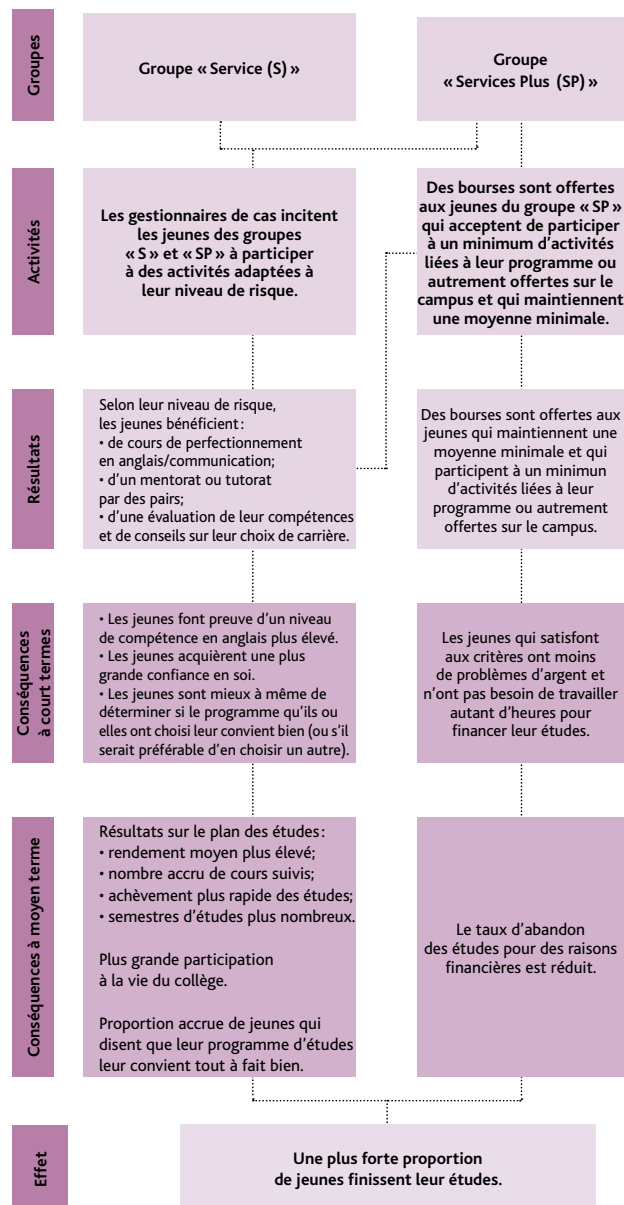 Groupes
Groupe « Service (S) »
Groupe
« Services Plus (SP) »
Activités
Les gestionnaires de cas incitent
les jeunes des groupes
« S » et « SP » à participer
à des activités adaptées à
leur niveau de risque.
Des bourses sont offertes
aux jeunes du groupe « SP »
qui acceptent de participer
à un minimum d'activités
liées à leur programme ou
autrement offertes sur le
campus et qui maintiennent
une moyenne minimale.
Résultats
Selon leur niveau de risque,
les jeunes bénéficient :
• de cours de perfectionnement
en anglais/communication;
• d'un mentorat ou tutorat
par des pairs;
• d'une évaluation de leur compétences
et de conseils sur leur choix de carrière.
Des bourses sont offertes aux
jeunes qui maintiennent une
moyenne minimale et qui
participent à un minimun
d'activités liées à leur
programme ou autrement
offertes sur le campus.
Conséquences
à court termes
• Les jeunes font preuve d'un niveau
de compétence en anglais plus élevé.
• Les jeunes acquièrent une plus
grande confiance en soi.
• Les jeunes sont mieux à même de
déterminer si le programme qu'ils ou
elles ont choisi leur convient bien (ou s'il
serait préférable d'en choisir un autre).
Les jeunes qui satisfont
aux critères ont moins
de problèmes d'argent et
n'ont pas besoin de travailler
autant d'heures pour
financer leur études.
Conséquences à moyen terme
Résultats sur le plan des études :
• rendement moyen plus élevé;
• nombre accru de cours suivis;
• achèvement plus rapide des études;
• semestres d'études plus nombreux.
Plus grande participation
à la vie du collège.
Proportion accrue de jeunes qui
disent que leur programme d'études
leur convient tout à fait bien.
Le taux d'abandon
des études pour des raisons
financières est réduit.
Effet
Une plus forte proportion
de jeunes finissent leur études.